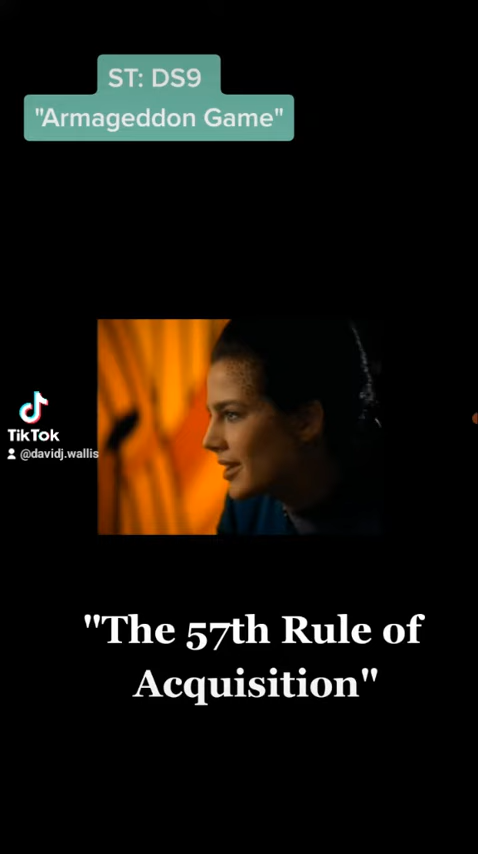 ST: DS9
"Armageddon Game"
TikTok
@davidj.wallis
"The 57th Rule of
Acquisition"